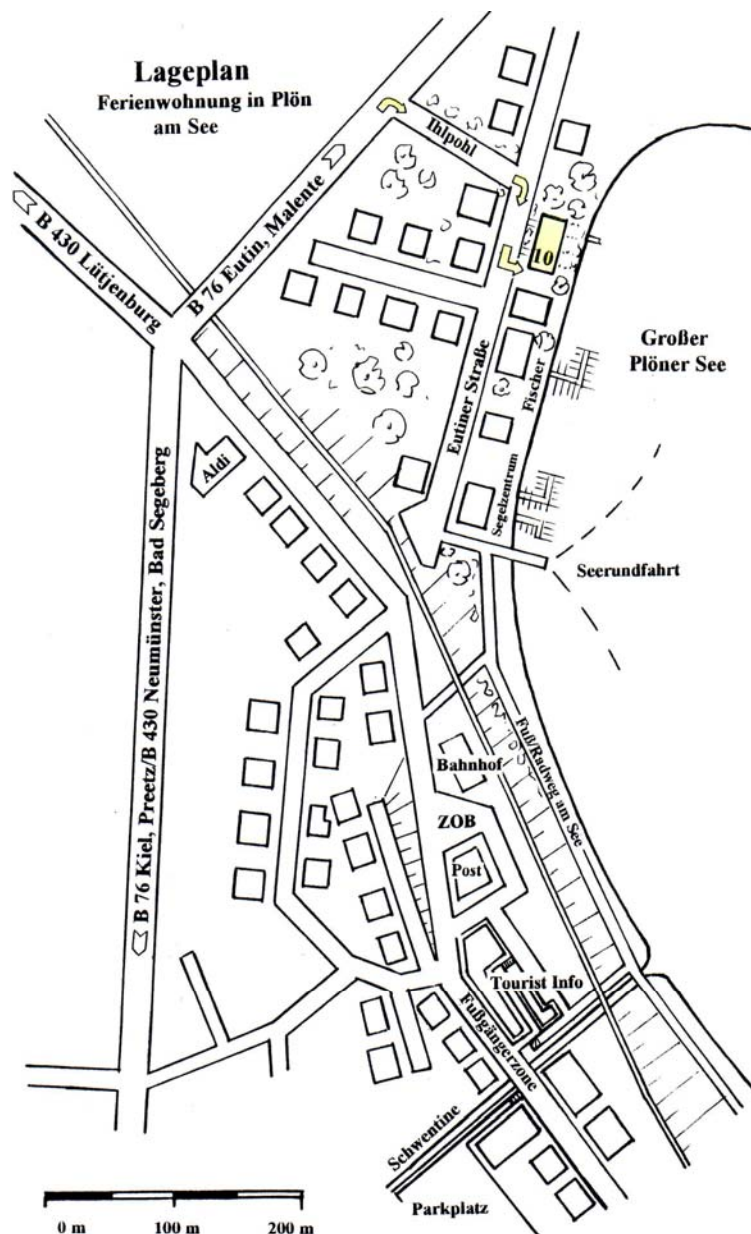 Lageplan
Ferienwohnung in Plön
am See
Ihlpohl
B 76 Eutin, Malente
B 430 Lütjenburg
10
Großer
Plöner See
Eutiner Straße
Fischer
Aldi
Segelzentrum
Seerundfahrt
B 76 Kiel, Preetz/B 430 Neumünster, Bad Segeberg
Fuß/Radweg am See
Bahnhof
ZOB
Post
Tourist Info
Fußgängerzone
Schwentine
Parkplatz
0 m 100 m 200 m